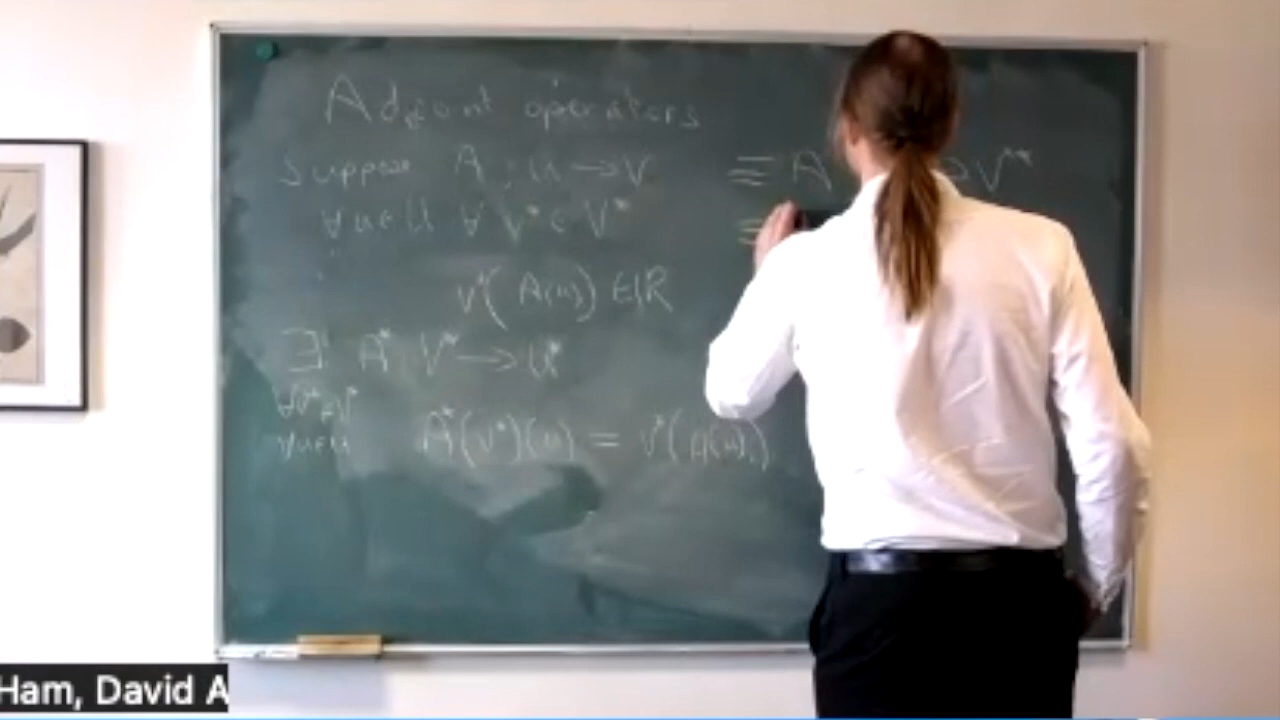 Adjoint operators
Suppose A : U → V ≡ A → V**
∀ u ∈ U ∀ v* ∈ V* ≡
v*(A(u)) ∈ ℝ
∃ A* : V* → U*
∀ v* ∈ V*
∀ u ∈ U A*(v*)(u) = v*(A(u))
Ham, David A